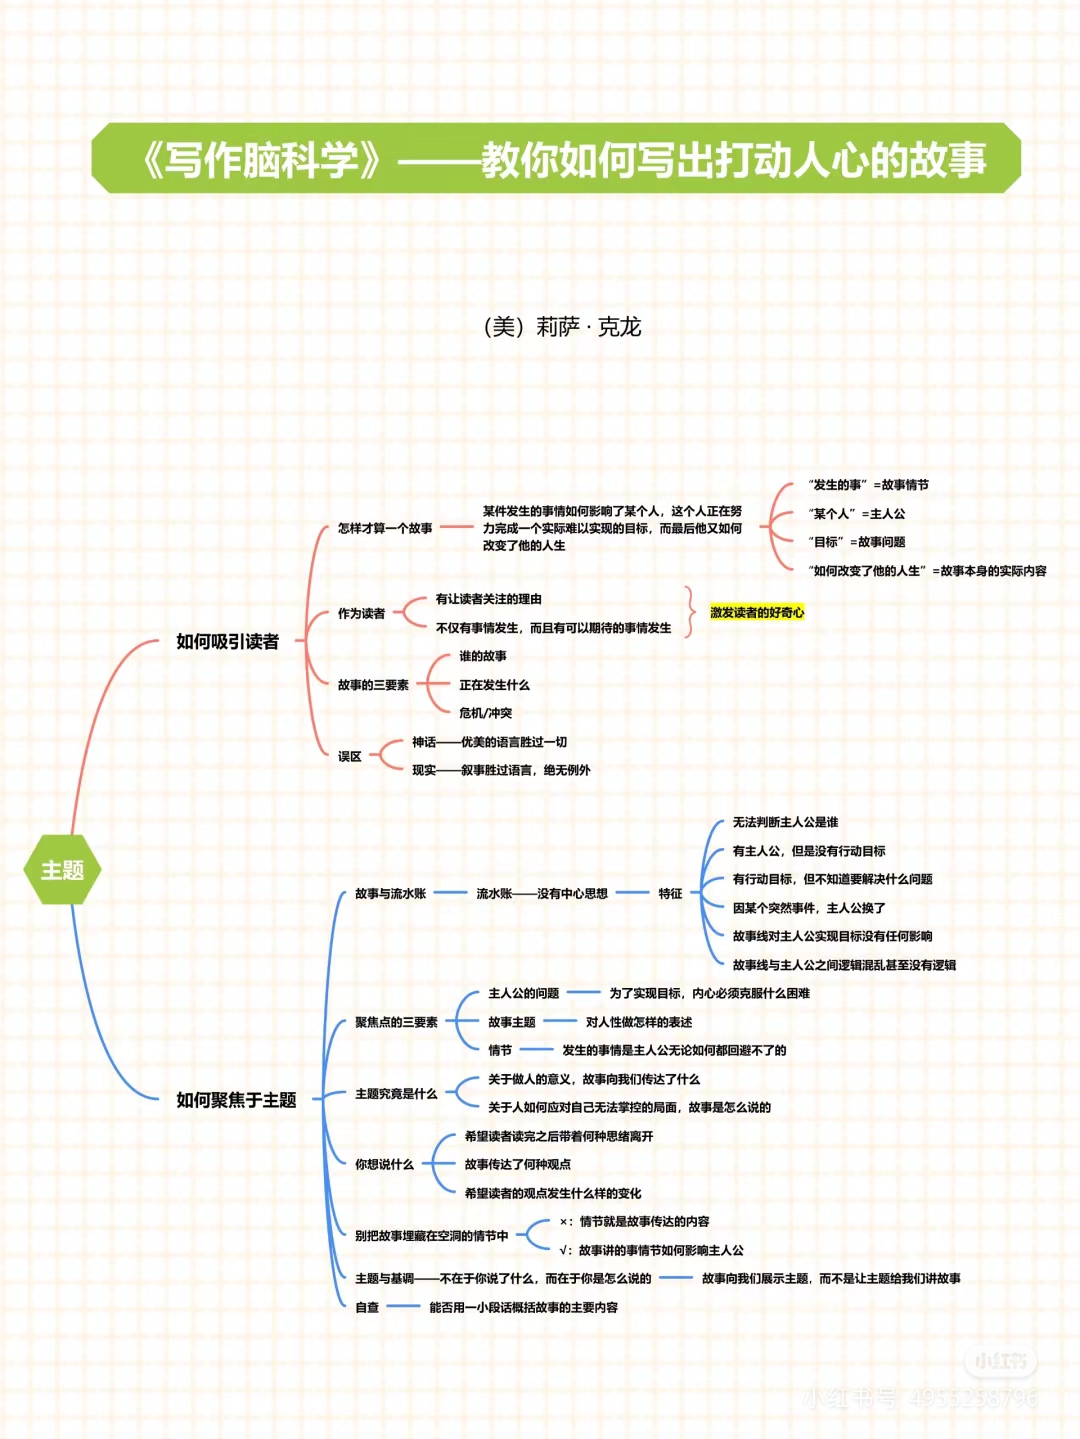 《写作脑科学》——教你如何写出打动人心的故事
（美）莉萨 · 克龙
主题
如何吸引读者
怎样才算一个故事
某件发生的事情如何影响了某个人，这个人正在努
力完成一个实际难以实现的目标，而最后他又如何
改变了他的人生
“发生的事”=故事情节
“某个人”=主人公
“目标”=故事问题
“如何改变了他的人生”=故事本身的实际内容
作为读者
有让读者关注的理由
不仅有事情发生，而且有可以期待的事情发生
激发读者的好奇心
故事的三要素
谁的故事
正在发生什么
危机/冲突
误区
神话——优美的语言胜过一切
现实——叙事胜过语言，绝无例外
如何聚焦于主题
故事与流水账
流水账——没有中心思想
特征
无法判断主人公是谁
有主人公，但是没有行动目标
有行动目标，但不知道要解决什么问题
因某个突然事件，主人公换了
故事线对主人公实现目标没有任何影响
故事线与主人公之间逻辑混乱甚至没有逻辑
聚焦点的三要素
主人公的问题
为了实现目标，内心必须克服什么困难
故事主题
对人性做怎样的表述
情节
发生的事情是主人公无论如何都回避不了的
主题究竟是什么
关于做人的意义，故事向我们传达了什么
关于人如何应对自己无法掌控的局面，故事是怎么说的
你想说什么
希望读者读完之后带着何种思绪离开
故事传达了何种观点
希望读者的观点发生什么样的变化
别把故事埋藏在空洞的情节中
×：情节就是故事传达的内容
√：故事讲的事情节如何影响主人公
主题与基调——不在于你说了什么，而在于你是怎么说的
故事向我们展示主题，而不是让主题给我们讲故事
自查
能否用一小段话概括故事的主要内容
小红书
小红书号 4955258796